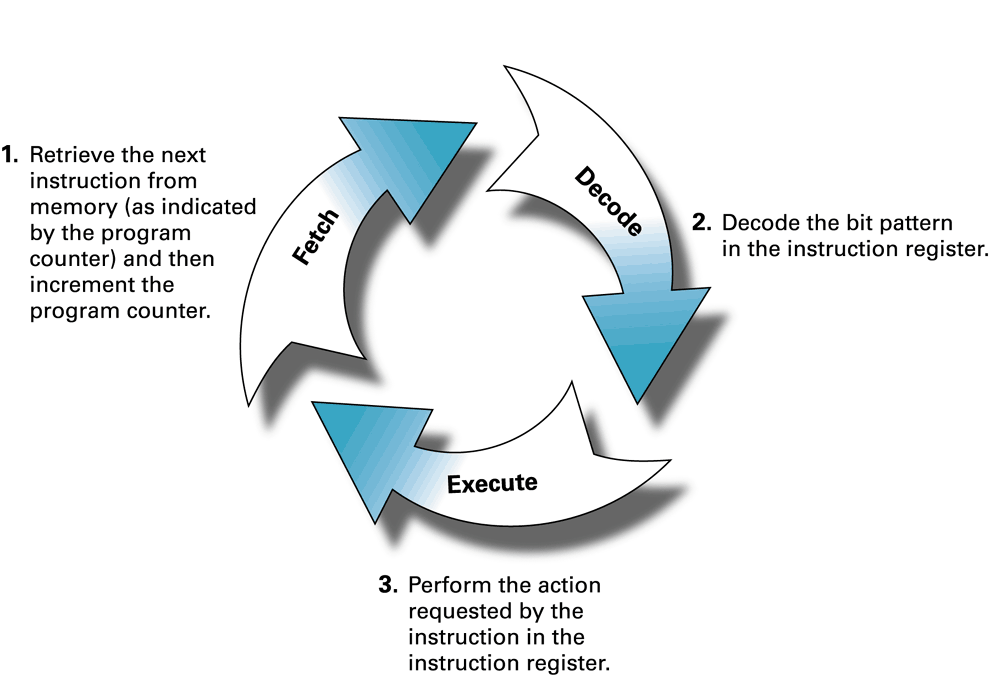 1. Retrieve the next
instruction from
memory (as indicated
by the program
counter) and then
increment the
program counter.
Fetch
Decode
2. Decode the bit pattern
in the instruction register.
Execute
3. Perform the action
requested by the
instruction in the
instruction register.